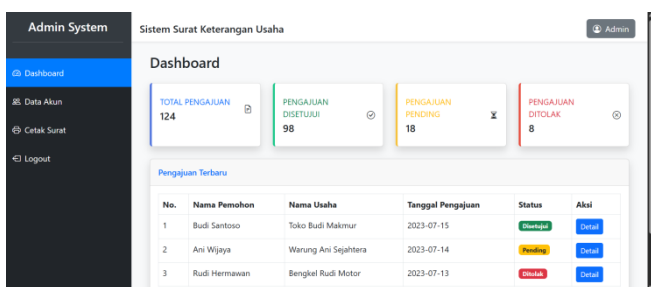 Admin System
Sistem Surat Keterangan Usaha
Admin
Dashboard
Data Akun
Cetak Surat
Logout
Dashboard
TOTAL PENGAJUAN
124
PENGAJUAN
DISETUJUI
98
PENGAJUAN
PENDING
18
PENGAJUAN
DITOLAK
8
Pengajuan Terbaru
No. Nama Pemohon Nama Usaha Tanggal Pengajuan Status Aksi
1 Budi Santoso Toko Budi Makmur 2023-07-15 Disetujui Detail
2 Ani Wijaya Warung Ani Sejahtera 2023-07-14 Pending Detail
3 Rudi Hermawan Bengkel Rudi Motor 2023-07-13 Ditolak Detail